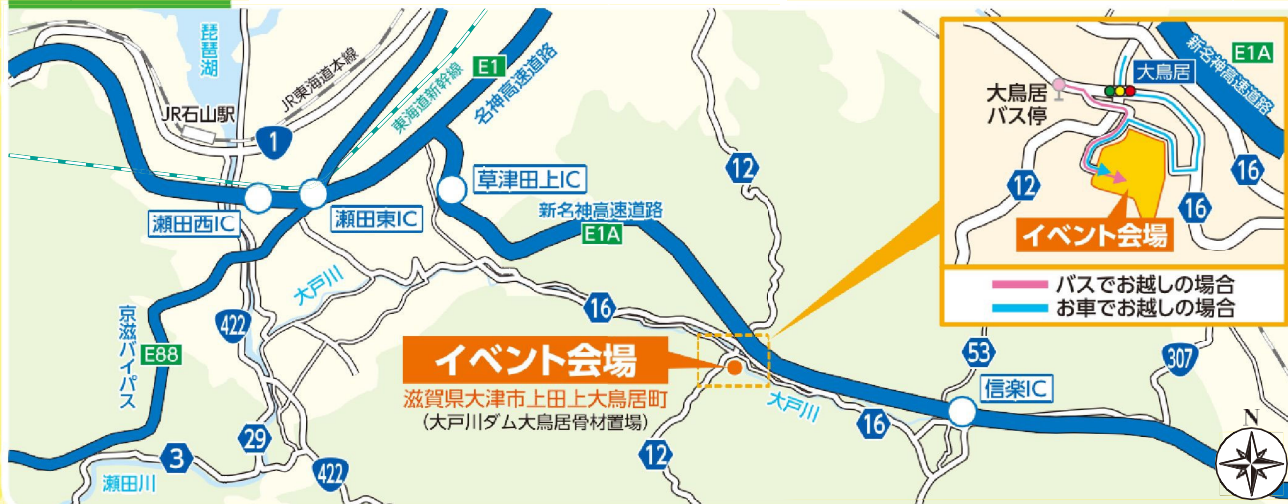 琵琶湖
JR東海道本線
JR石山駅
1
東海道新幹線
E1
名神高速道路
瀬田西IC
瀬田東IC
草津田上IC
新名神高速道路
E1A
12
大戸川
16
422
京滋バイパス
E88
イベント会場
滋賀県大津市上田上大鳥居町
(大戸川ダム大鳥居骨材置場)
大戸川
53
307
信楽IC
16
12
29
3
422
瀬田川
N
新名神高速道路
E1A
大鳥居
大鳥居
バス停
12
16
16
イベント会場
バスでお越しの場合
お車でお越しの場合